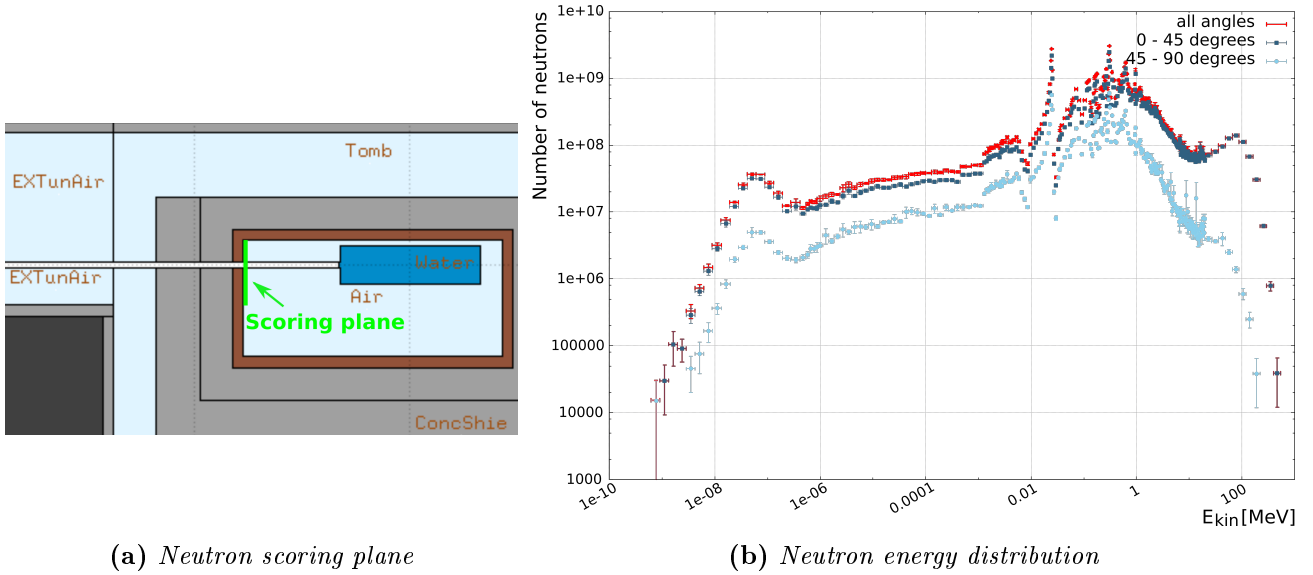 Tomb
EXTunAir
EXTunAir
Water
Air
Scoring plane
ConcShie
(a) Neutron scoring plane
Number of neutrons
1e+10
1e+09
1e+08
1e+07
1e+06
100000
10000
1000
all angles
0 - 45 degrees
45 - 90 degrees
1e-10
1e-08
1e-06
0.0001
0.01
1
100
Ekin[MeV]
(b) Neutron energy distribution